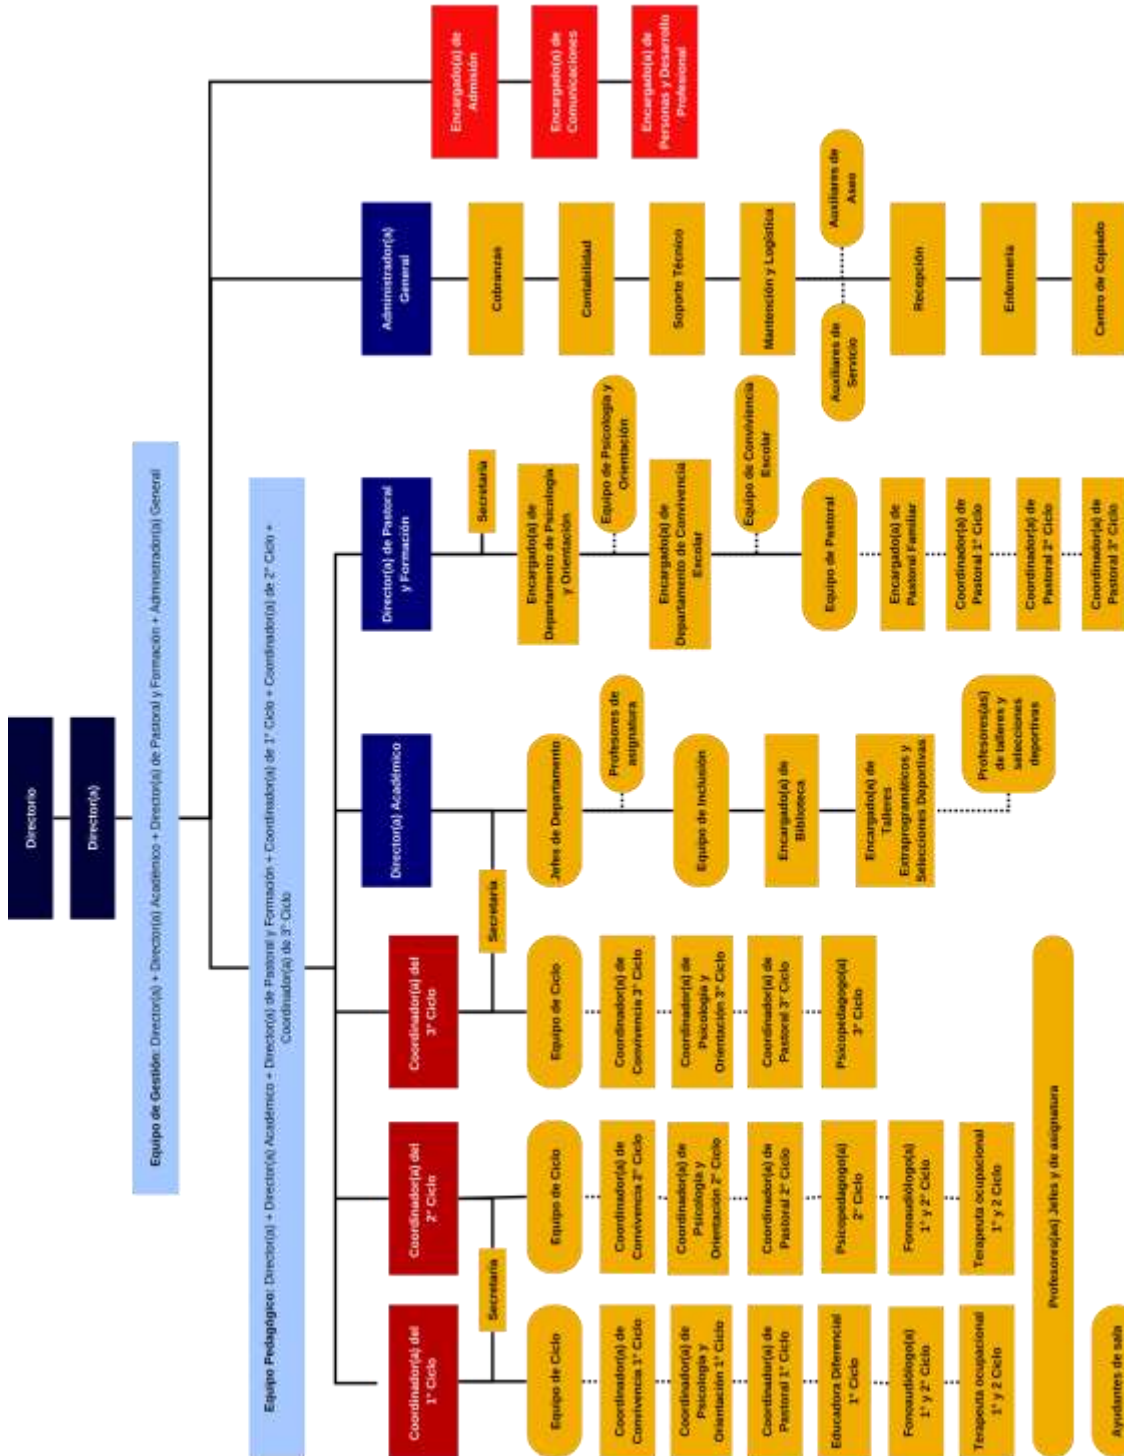 Directorio
Director(a)
Equipo de Gestión: Director(a) + Director(a) Académico + Director(a) de Pastoral y Formación + Administrador(a) General
Equipo Pedagógico: Director(a) + Director(a) Académico + Director(a) de Pastoral y Formación + Coordinador(a) de 1° Ciclo + Coordinador(a) de 2° Ciclo +
Coordinador(a) de 3° Ciclo
Coordinador(a) del
1° Ciclo
Coordinador(a) del
2° Ciclo
Coordinador(a) del
3° Ciclo
Director(a) Académico
Director(a) de Pastoral
y Formación
Administrador(a)
General
Encargado(a) de
Admisión
Encargado(a) de
Comunicaciones
Encargado(a) de
Personas y Desarrollo
Profesional
Secretaria
Equipo de Ciclo
Coordinador(a) de
Convivencia 1° Ciclo
Coordinador(a) de
Psicología y
Orientación 1° Ciclo
Coordinador(a) de
Pastoral 1° Ciclo
Educadora Diferencial
1° Ciclo
Fonoaudiólogo(a)
1° y 2° Ciclo
Terapeuta ocupacional
1° y 2 Ciclo
Equipo de Ciclo
Coordinador(a) de
Convivencia 2° Ciclo
Coordinador(a) de
Psicología y
Orientación 2° Ciclo
Coordinador(a) de
Pastoral 2° Ciclo
Psicopedagogo(a)
2° Ciclo
Fonoaudiólogo(a)
1° y 2° Ciclo
Terapeuta ocupacional
1° y 2 Ciclo
Secretaria
Equipo de Ciclo
Coordinador(a) de
Convivencia 3° Ciclo
Coordinador(a) de
Psicología y
Orientación 3° Ciclo
Coordinador(a) de
Pastoral 3° Ciclo
Psicopedagogo(a)
3° Ciclo
Profesores(as) Jefes y de asignatura
Ayudantes de sala
Jefes de Departamento
Profesores de
asignatura
Equipo de Inclusión
Encargado(a) de
Biblioteca
Encargado(a) de
Talleres
Extraprogramáticos y
Selecciones Deportivas
Profesores(as)
de talleres y
selecciones
deportivas
Secretaria
Encargado(a) de
Departamento de Psicología
y Orientación
Equipo de Psicología y
Orientación
Encargado(a) de
Departamento de Convivencia
Escolar
Equipo de Conviviencia
Escolar
Equipo de Pastoral
Encargado(a) de
Pastoral Familiar
Coordinador(a) de
Pastoral 1° Ciclo
Coordinador(a) de
Pastoral 2° Ciclo
Coordinador(a) de
Pastoral 3° Ciclo
Cobranzas
Contabilidad
Soporte Técnico
Mantención y Logística
Auxiliares de
Servicio
Auxiliares de
Aseo
Recepción
Enfermería
Centro de Copiado